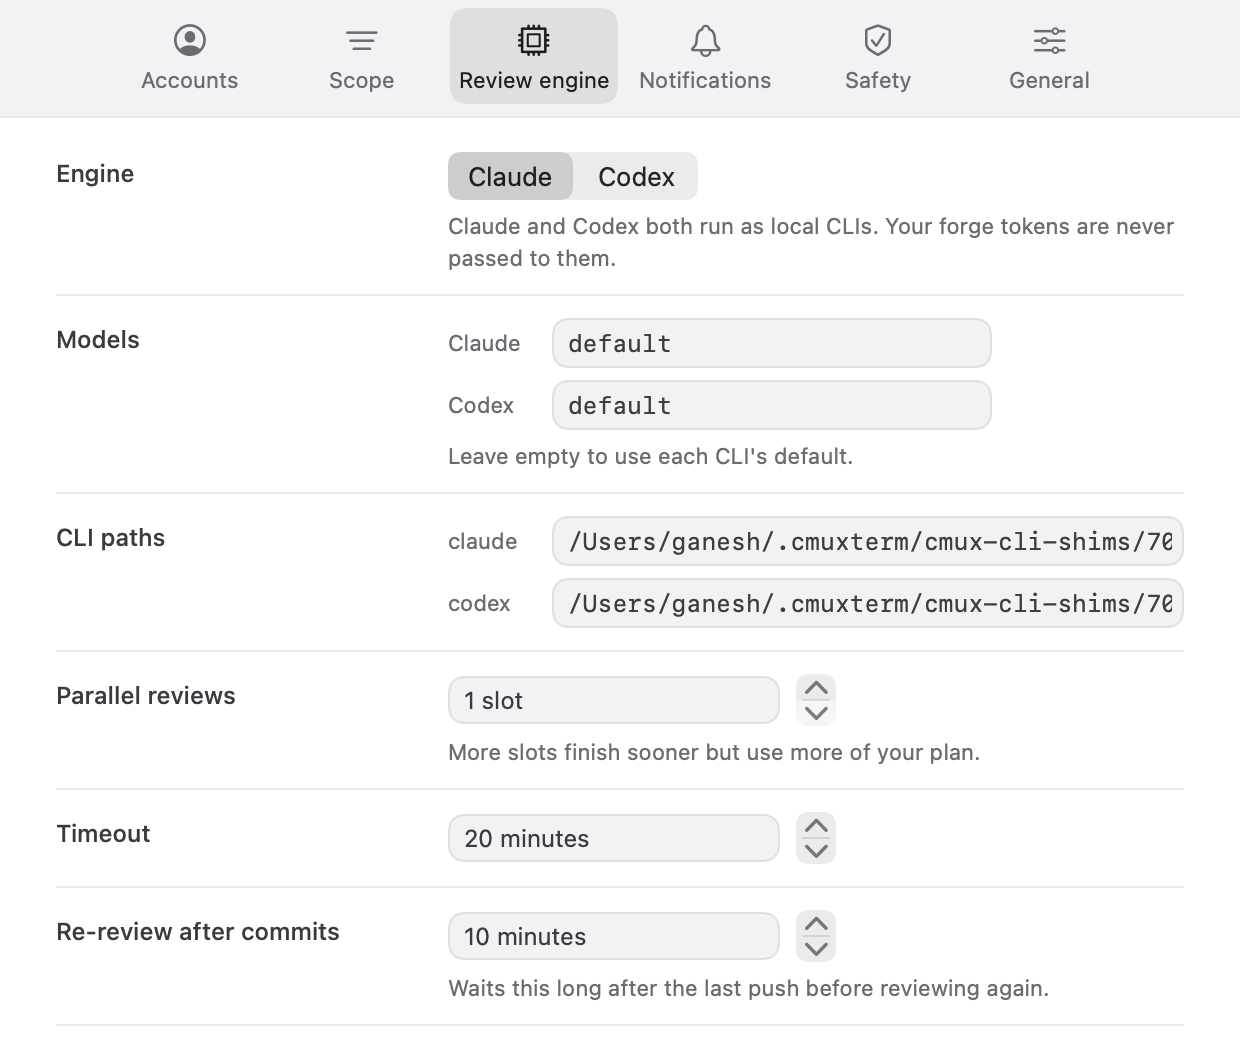 Accounts
Scope
Review engine
Notifications
Safety
General
Engine
Claude
Codex
Claude and Codex both run as local CLIs. Your forge tokens are never
passed to them.
Models
Claude
default
Codex
default
Leave empty to use each CLI's default.
CLI paths
claude
/Users/ganesh/.cmuxterm/cmux-cli-shims/70
codex
/Users/ganesh/.cmuxterm/cmux-cli-shims/70
Parallel reviews
1 slot
More slots finish sooner but use more of your plan.
Timeout
20 minutes
Re-review after commits
10 minutes
Waits this long after the last push before reviewing again.